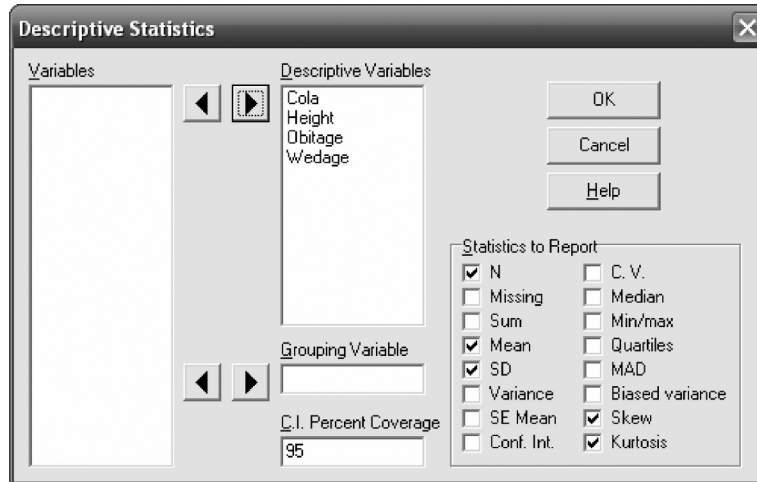 Descriptive Statistics
Variables
Descriptive Variables
Cola
Height
Obitage
Wedage
OK
Cancel
Help
Grouping Variable
C.I. Percent Coverage
95
Statistics to Report
N
Missing
Sum
Mean
SD
Variance
SE Mean
Conf. Int.
C. V.
Median
Min/max
Quartiles
MAD
Biased variance
Skew
Kurtosis